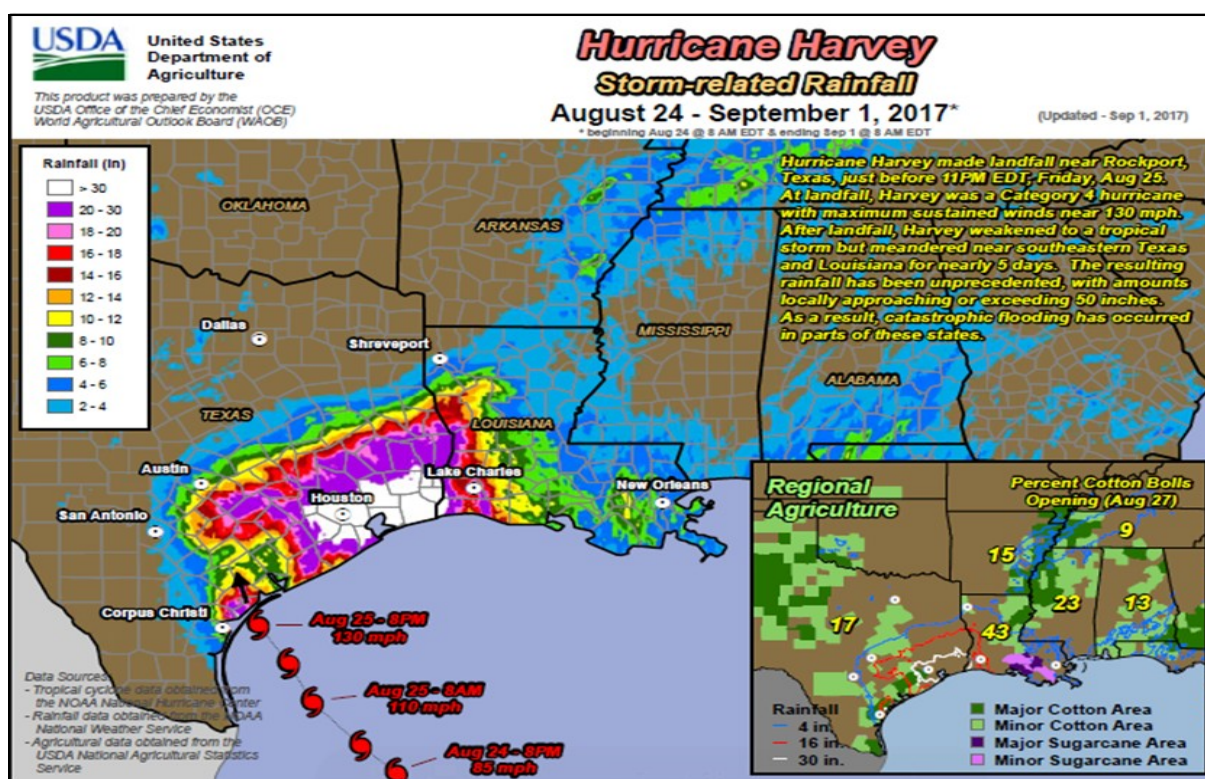 USDA
United States
Department of
Agriculture
This product was prepared by the
USDA Office of the Chief Economist (OCE)
World Agricultural Outlook Board (WAOB)
Hurricane Harvey
Storm-related Rainfall
August 24 - September 1, 2017*
* beginning Aug 24 @ 8 AM EDT & ending Sep 1 @ 8 AM EDT
(Updated - Sep 1, 2017)
Rainfall (in)
> 30
20 - 30
18 - 20
16 - 18
14 - 16
12 - 14
10 - 12
8 - 10
6 - 8
4 - 6
2 - 4
Hurricane Harvey made landfall near Rockport,
Texas, just before 11PM EDT, Friday, Aug 25.
At landfall, Harvey was a Category 4 hurricane
with maximum sustained winds near 130 mph.
After landfall, Harvey weakened to a tropical
storm but meandered near southeastern Texas
and Louisiana for nearly 5 days. The resulting
rainfall has been unprecedented, with amounts
locally approaching or exceeding 50 inches.
As a result, catastrophic flooding has occurred
in parts of these states.
OKLAHOMA
ARKANSAS
Dallas
MISSISSIPPI
Shreveport
ALABAMA
TEXAS
LOUISIANA
Austin
Lake Charles
Houston
New Orleans
San Antonio
Corpus Christi
Aug 25 - 8PM
130 mph
Aug 25 - 8AM
110 mph
Aug 24 - 8PM
85 mph
Data Sources:
- Tropical cyclone data obtained from
the NOAA National Hurricane Center
- Rainfall data obtained from the NOAA
National Weather Service
- Agricultural data obtained from the
USDA National Agricultural Statistics
Service
Regional
Agriculture
Percent Cotton Bolls
Opening (Aug 27)
9
15
23
13
17
43
Rainfall
4 in.
16 in.
30 in.
Major Cotton Area
Minor Cotton Area
Major Sugarcane Area
Minor Sugarcane Area